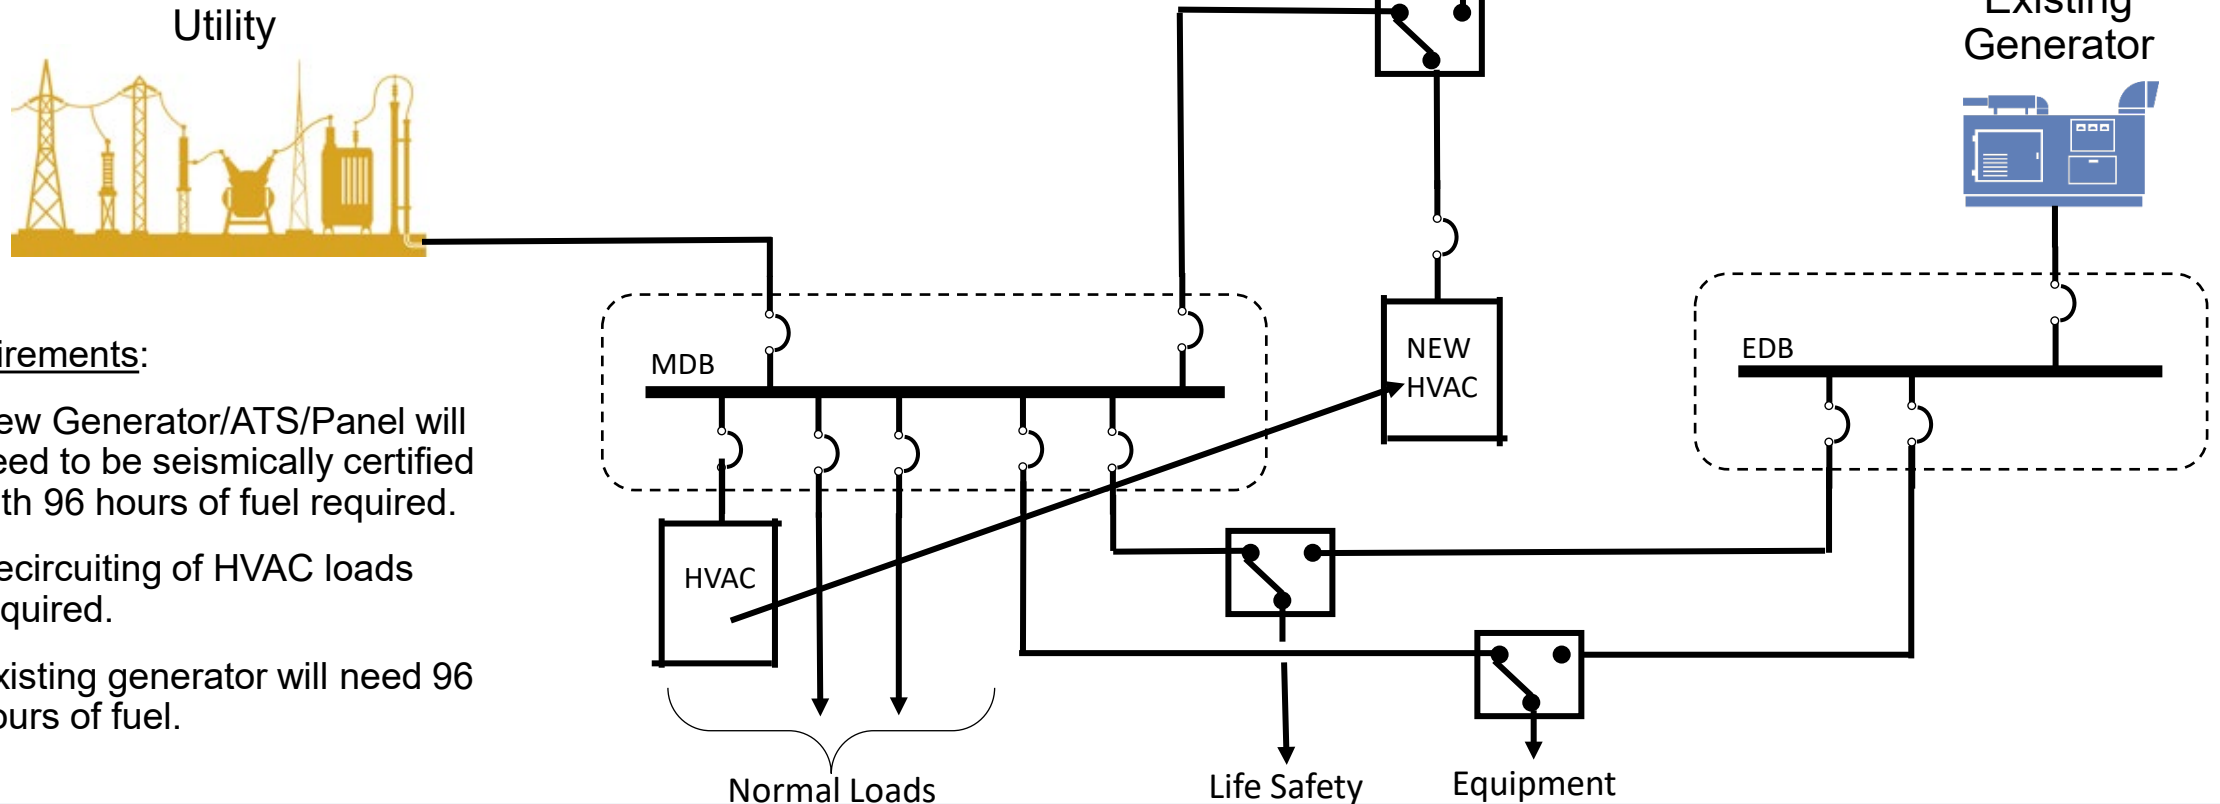 Utility
Existing
Generator
irements:
ew Generator/ATS/Panel will
eed to be seismically certified
th 96 hours of fuel required.
ecircuiting of HVAC loads
quired.
xisting generator will need 96
ours of fuel.
MDB
NEW
HVAC
EDB
HVAC
Normal Loads
Life Safety
Equipment